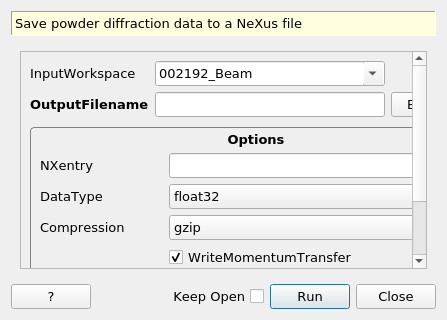 Save powder diffraction data to a NeXus file
InputWorkspace 002192_Beam
OutputFilename
Options
NXentry
DataType float32
Compression gzip
WriteMomentumTransfer
? Keep Open Run Close